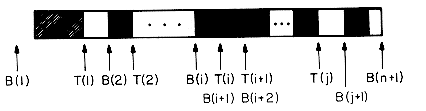 B(1) T(1) B(2) T(2) B(i) T(i) T(i+1) T(j) B(j+1) B(n+1)
B(i+1) B(i+2)